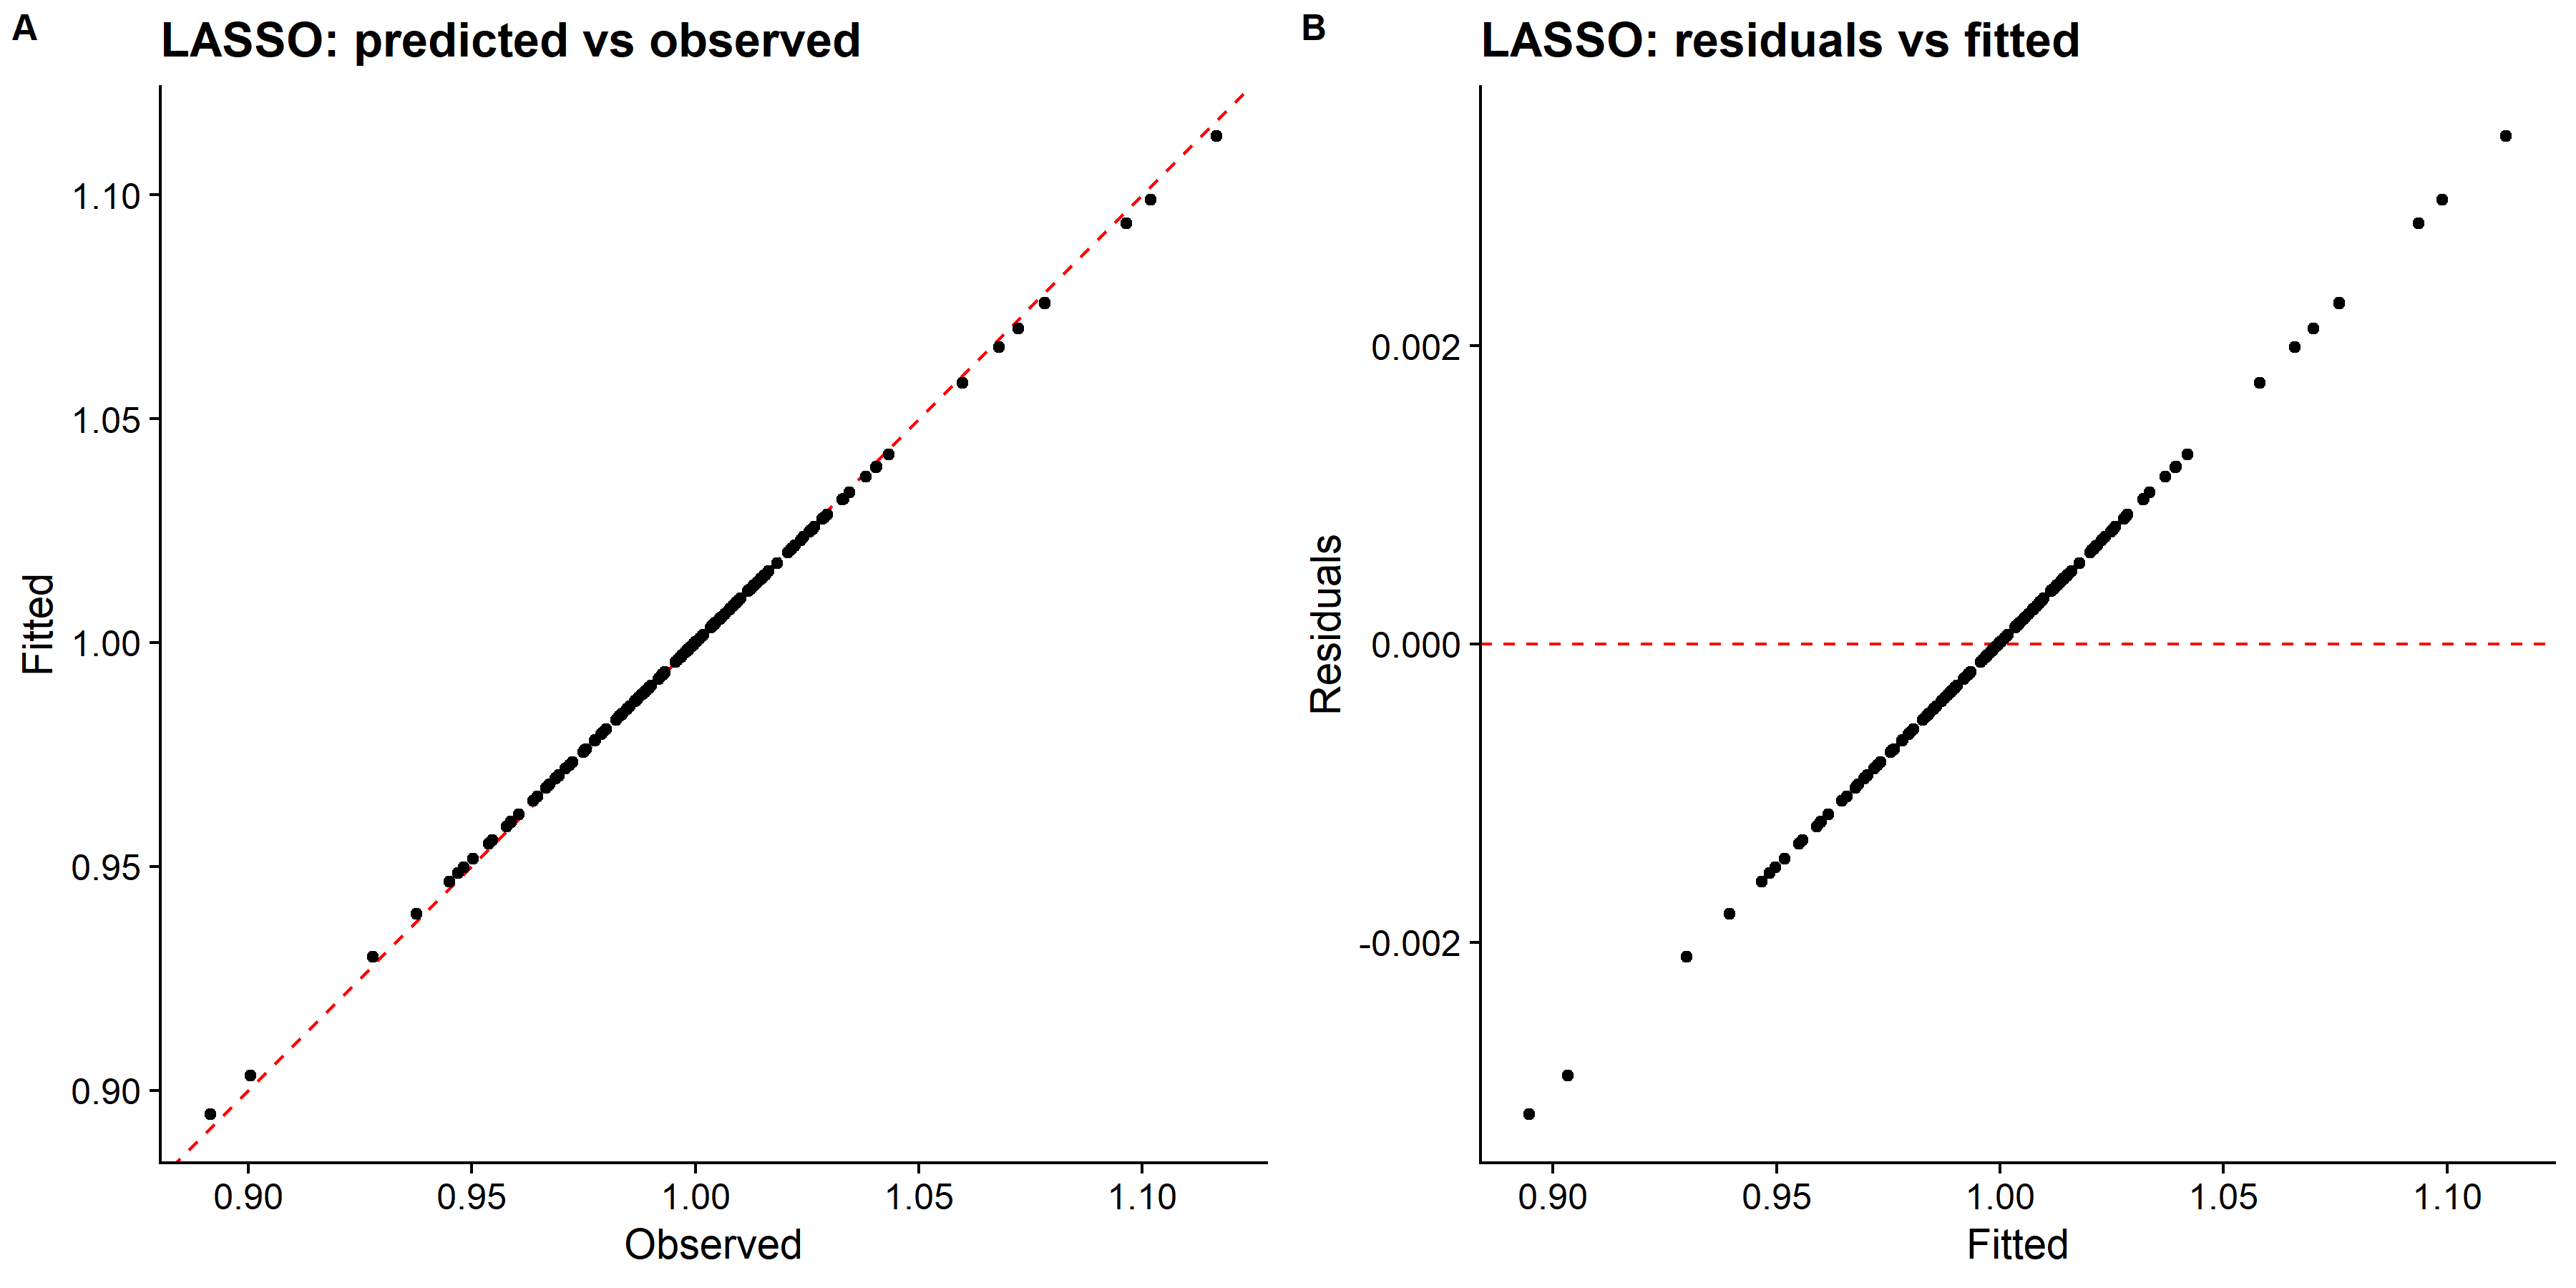 A
LASSO: predicted vs observed
1.10
1.05
1.00
0.95
0.90
Fitted
0.90 0.95 1.00 1.05 1.10
Observed
B
LASSO: residuals vs fitted
0.002
0.000
-0.002
Residuals
0.90 0.95 1.00 1.05 1.10
Fitted